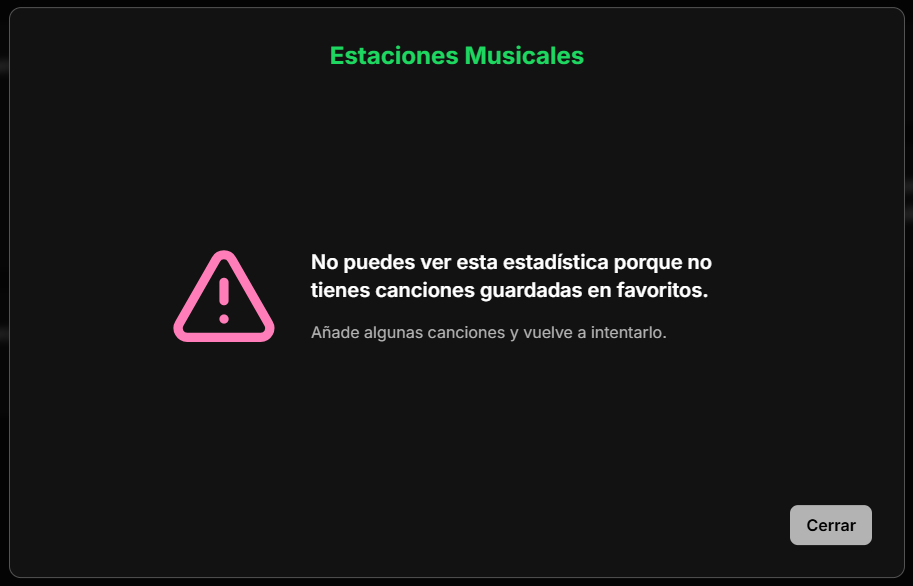 Estaciones Musicales
No puedes ver esta estadística porque no
tienes canciones guardadas en favoritos.
Añade algunas canciones y vuelve a intentarlo.
Cerrar